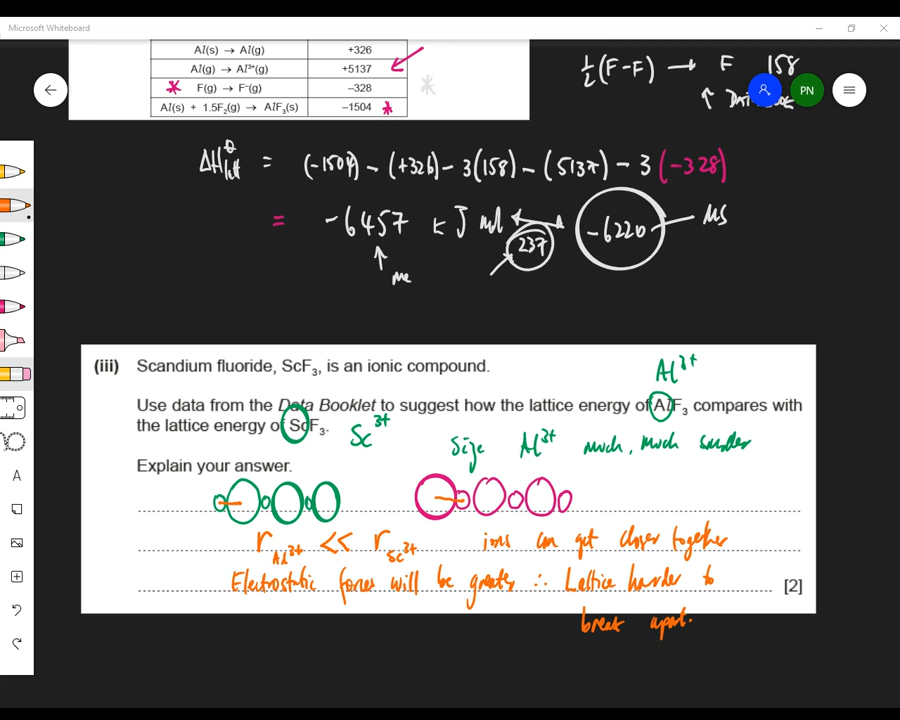 Microsoft Whiteboard
Al(s) → Al(g) +326
Al(g) → Al³⁺(g) +5137
* F(g) → F⁻(g) −328
Al(s) + 1.5F₂(g) → AlF₃(s) −1504 *
½(F-F) → F 158
PN
ΔH^θ latt = (-1504) - (+326) - 3(158) - (5137) - 3(-328)
= -6457 kJ mol 237 -6220 — MS
↑ me
(iii) Scandium fluoride, ScF₃, is an ionic compound.
Al³⁺
Use data from the Data Booklet to suggest how the lattice energy of AlF₃ compares with
the lattice energy of ScF₃.
Sc³⁺
Size Al³⁺ much, much smaller
Explain your answer.
r Al³⁺ << r Sc³⁺ ions can get closer together
Electrostatic forces will be greater ∴ Lattice harder to
[2]
break apart.
A